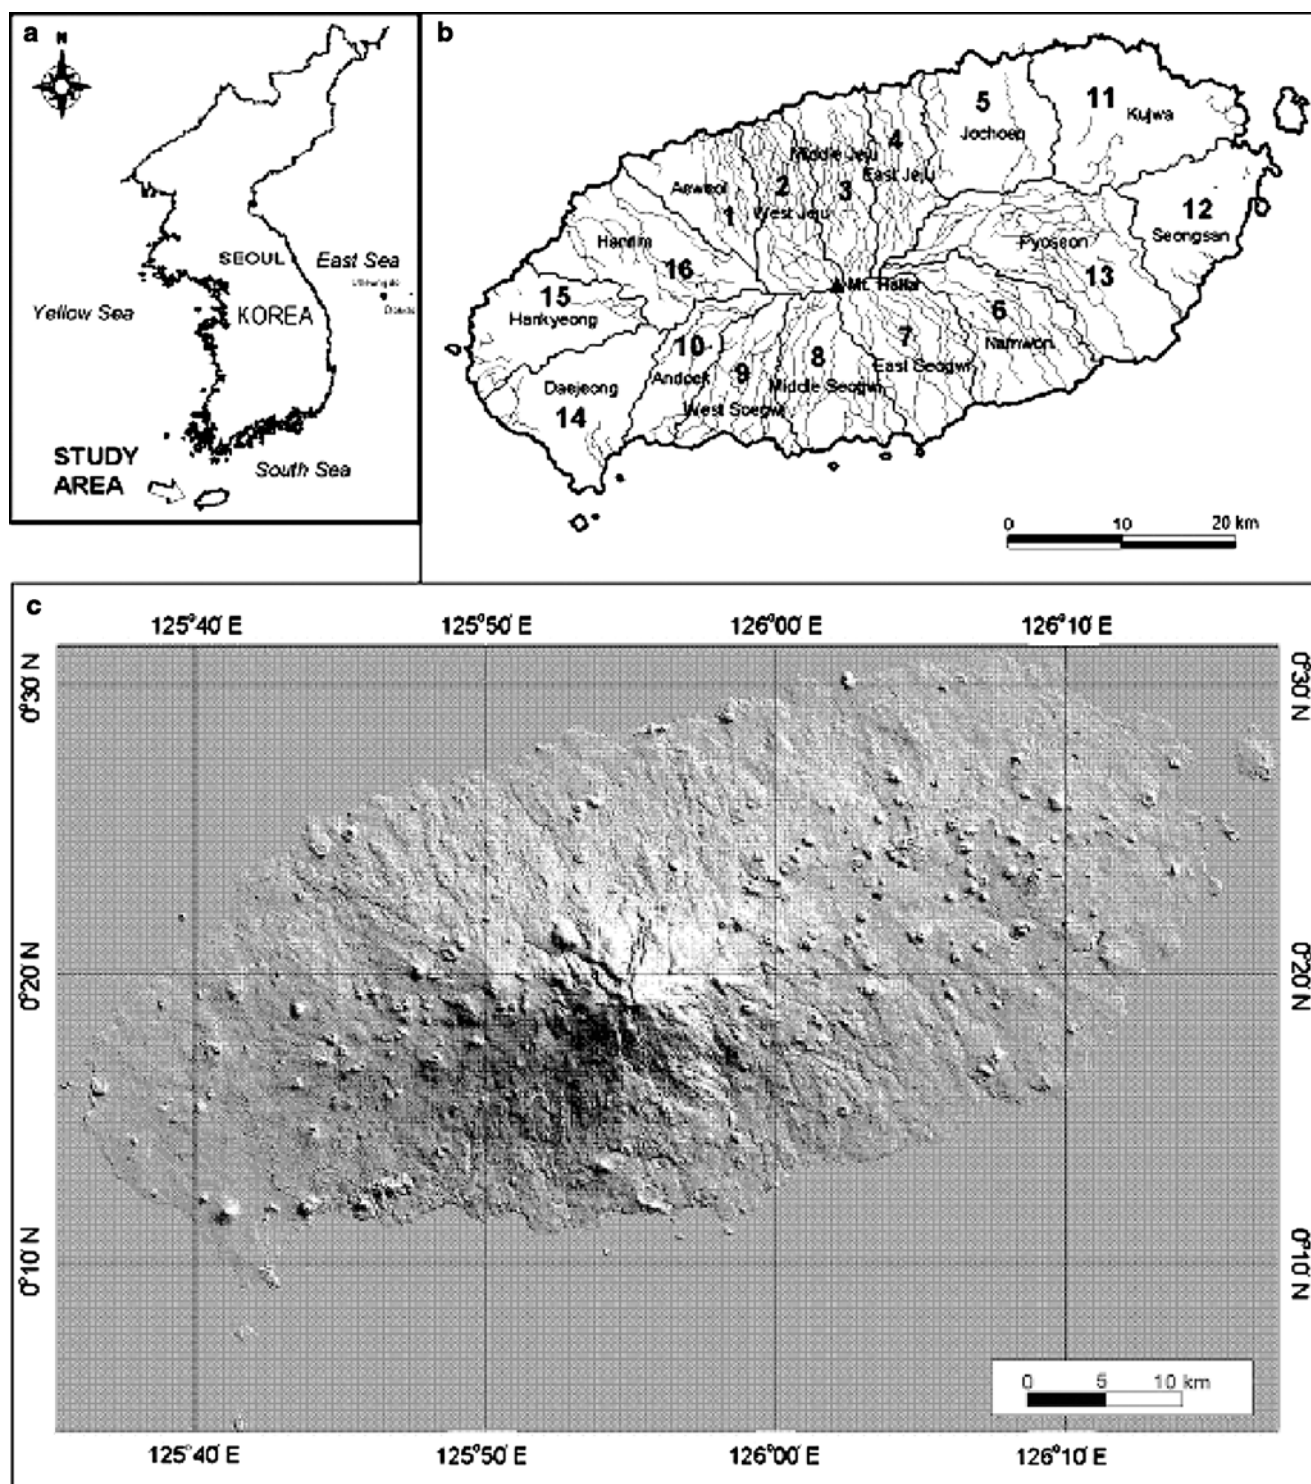 a
N
SEOUL
East Sea
Yellow Sea
KOREA
STUDY
AREA
South Sea
b
5
Jochoen
11
Kujwa
Middle Jeju
4
East Jeju
Aeweol
1
2
West Jeju
3
12
Seongsan
Hanrim
16
Pyoseon
13
Mt. Halla
15
Hankyeong
6
Namwon
10
Andeok
9
8
7
East Seogwi
Daejeong
14
Middle Seogwi
West Soegwi
0 10 20 km
c
125°40' E 125°50' E 126°00' E 126°10' E
0°30' N 0°30' N
0°20' N 0°20' N
0°10' N 0°10' N
0 5 10 km
125°40' E 125°50' E 126°00' E 126°10' E